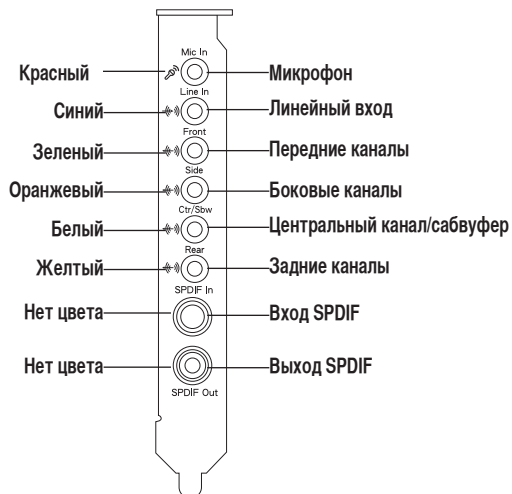 Mic In
Красный
Микрофон
Line In
Синий
Линейный вход
Front
Зеленый
Передние каналы
Side
Оранжевый
Боковые каналы
Ctr/Sbw
Белый
Центральный канал/сабвуфер
Rear
Желтый
Задние каналы
SPDIF In
Нет цвета
Вход SPDIF
Нет цвета
Выход SPDIF
SPDIF Out